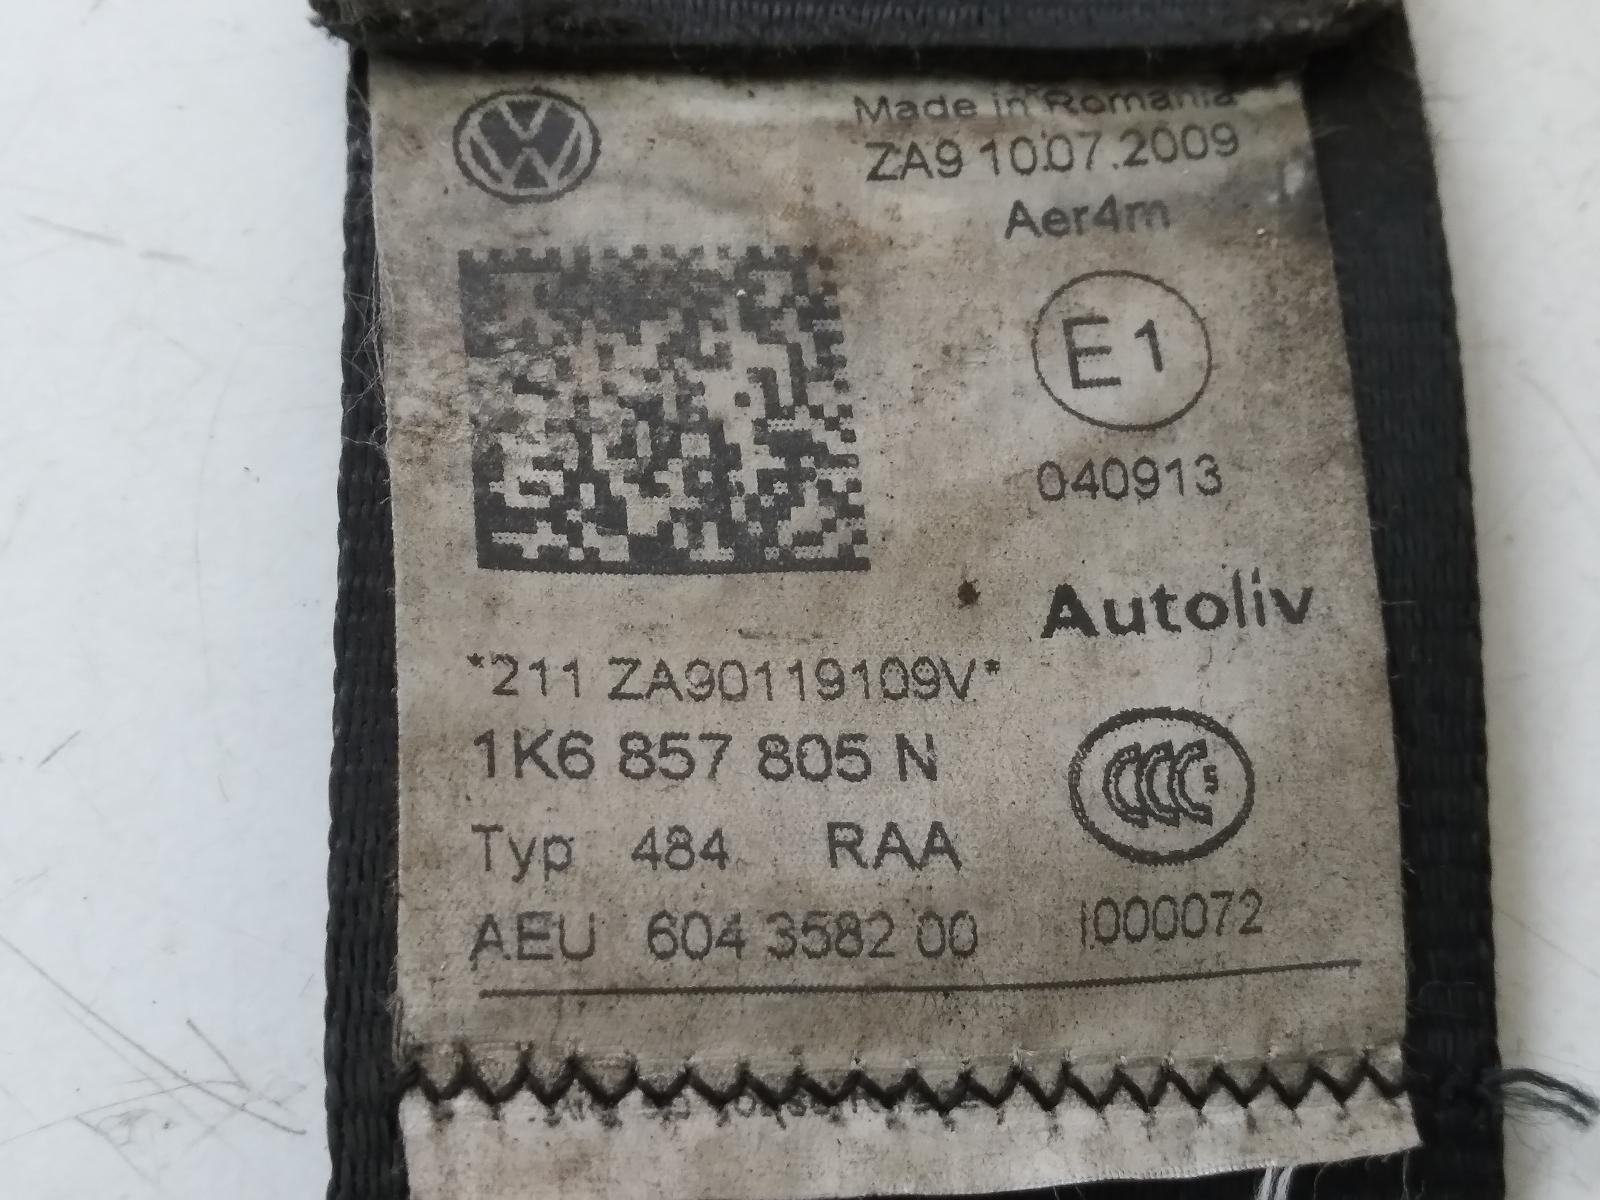 Made in Romania
ZA9 10.07.2009
Aer4m
E1
040913
Autoliv
*211 ZA90119109V*
1K6 857 805 N
CCC S
Typ 484 RAA
AEU 604 3582 00
I000072